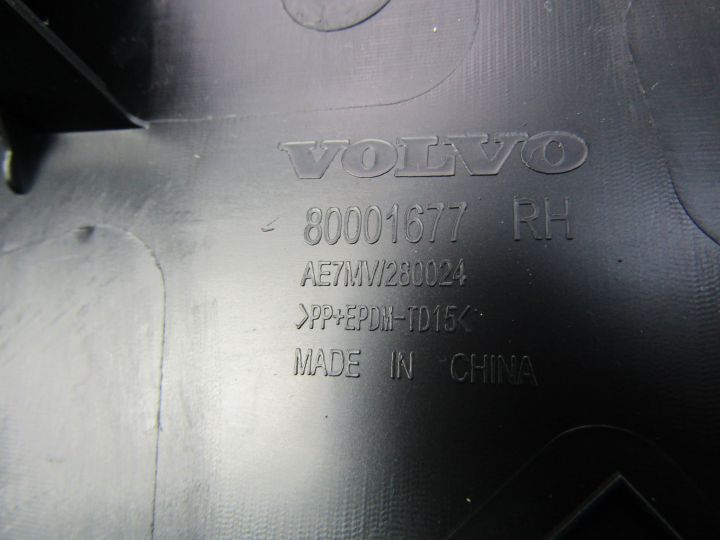 VOLVO
80001677 RH
AE7MV/280024
>PP+EPDM-TD15<
MADE IN CHINA